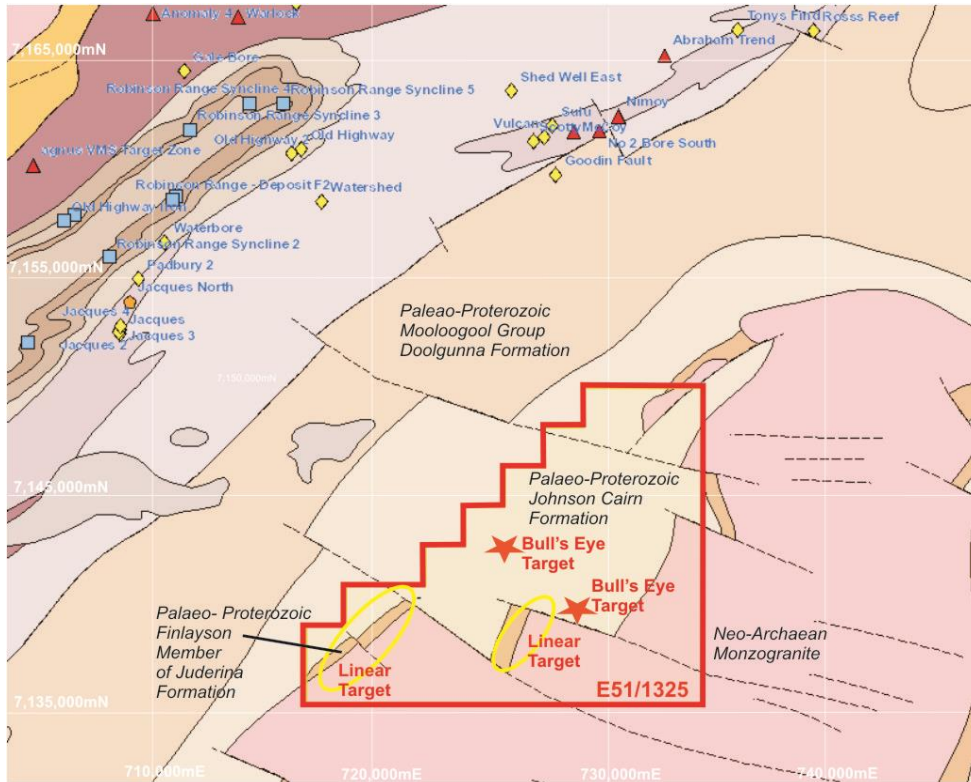 Anomaly 4
Warlock
Tonys Find
Rosss Reef
7,165,000mN
Gale Bore
Abraham Trend
Shed Well East
Robinson Range Syncline 4
Robinson Range Syncline 5
Robinson Range Syncline 3
Nimoy
Sulu
Vulcan
Scotty
McCoy
Old Highway 2
Old Highway
No 2 Bore South
agnus VMS Target Zone
Goodin Fault
Robinson Range - Deposit F2
Watershed
Old Highway Iron
Waterbore
Robinson Range Syncline 2
7,155,000mN
Padbury 2
Jacques North
Jacques 4
Jacques
Jacques 2
Jacques 3
Paleao-Proterozoic
Mooloogool Group
Doolgunna Formation
7,150,000mN
7,145,000mN
Palaeo-Proterozoic
Johnson Cairn
Formation
Bull's Eye
Target
Bull's Eye
Target
Palaeo- Proterozoic
Finlayson
Member
of Juderina
Formation
Linear
Target
Linear
Target
Neo-Archaean
Monzogranite
E51/1325
7,135,000mN
710,000mE
720,000mE
730,000mE
740,000mE